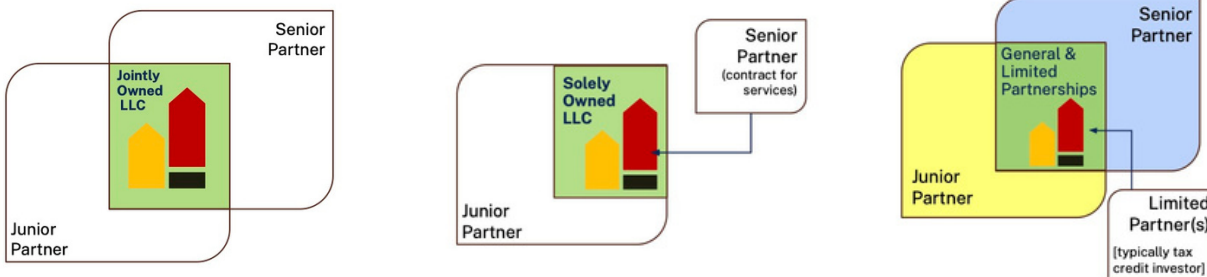 Senior
Partner
Jointly
Owned
LLC
Junior
Partner
Senior
Partner
(contract for
services)
Solely
Owned
LLC
Junior
Partner
Senior
Partner
General &
Limited
Partnerships
Junior
Partner
Limited
Partner(s)
[typically tax
credit investor]